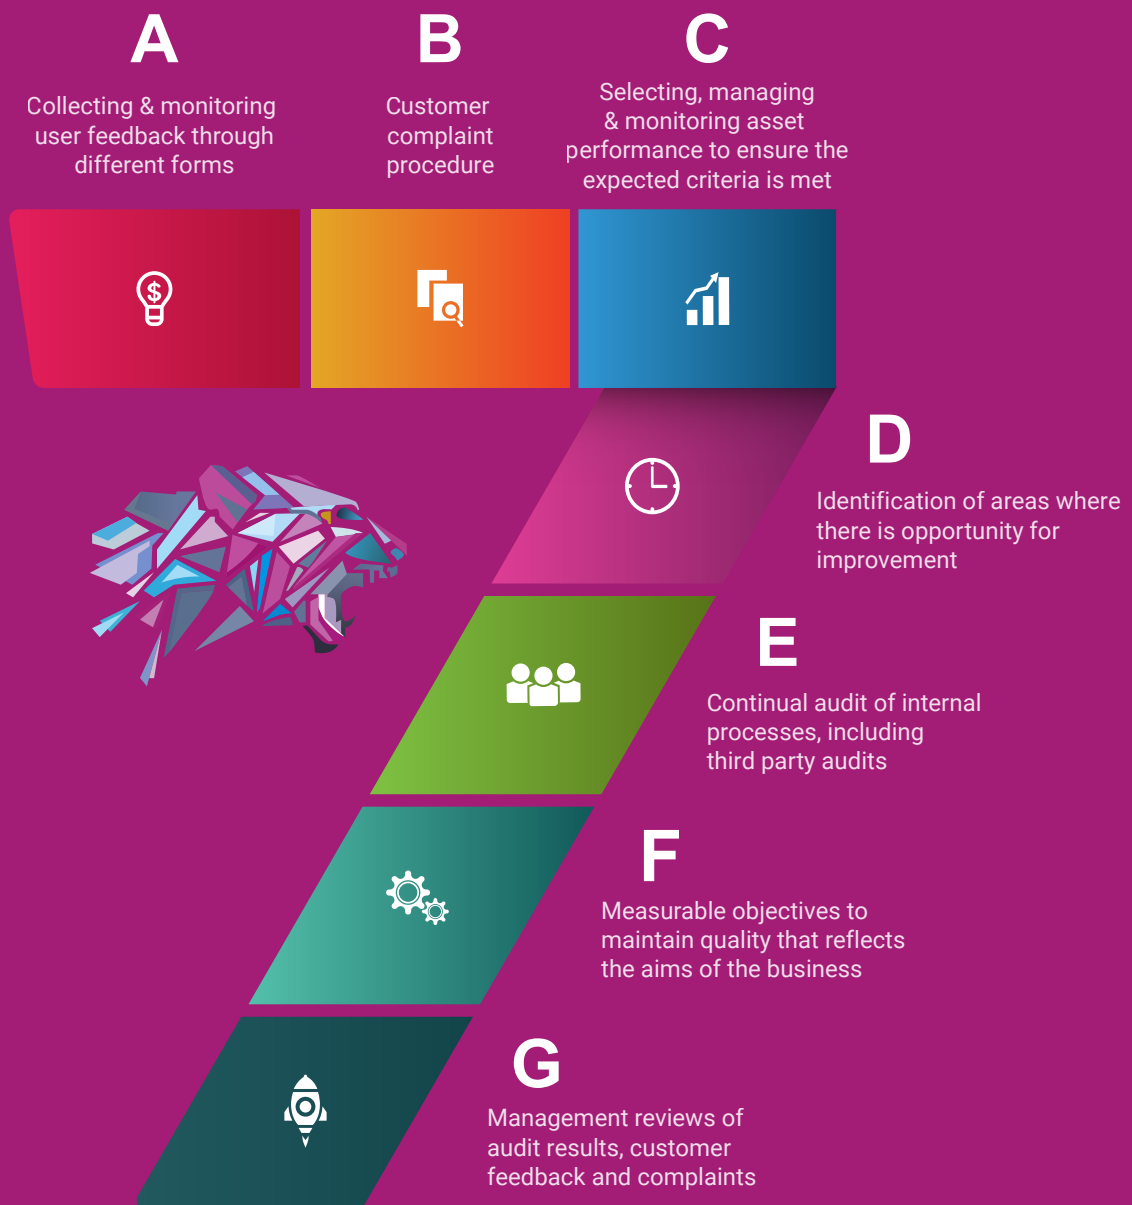 A
Collecting & monitoring
user feedback through
different forms
B
Customer
complaint
procedure
C
Selecting, managing
& monitoring asset
performance to ensure the
expected criteria is met
$
D
Identification of areas where
there is opportunity for
improvement
E
Continual audit of internal
processes, including
third party audits
F
Measurable objectives to
maintain quality that reflects
the aims of the business
G
Management reviews of
audit results, customer
feedback and complaints